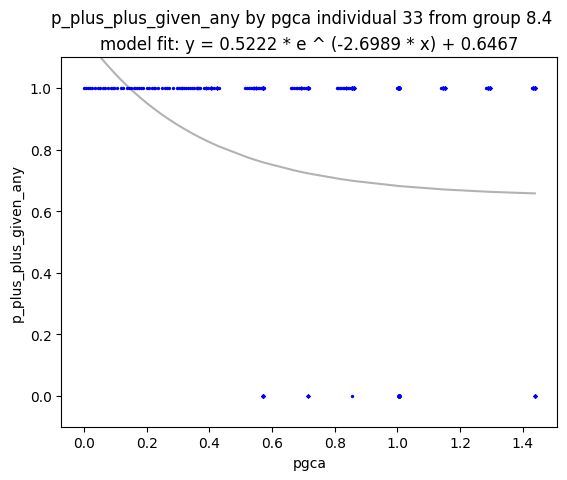 p_plus_plus_given_any by pgca individual 33 from group 8.4
model fit: y = 0.5222 * e ^ (-2.6989 * x) + 0.6467
1.0
0.8
0.6
0.4
0.2
0.0
p_plus_plus_given_any
0.0 0.2 0.4 0.6 0.8 1.0 1.2 1.4
pgca